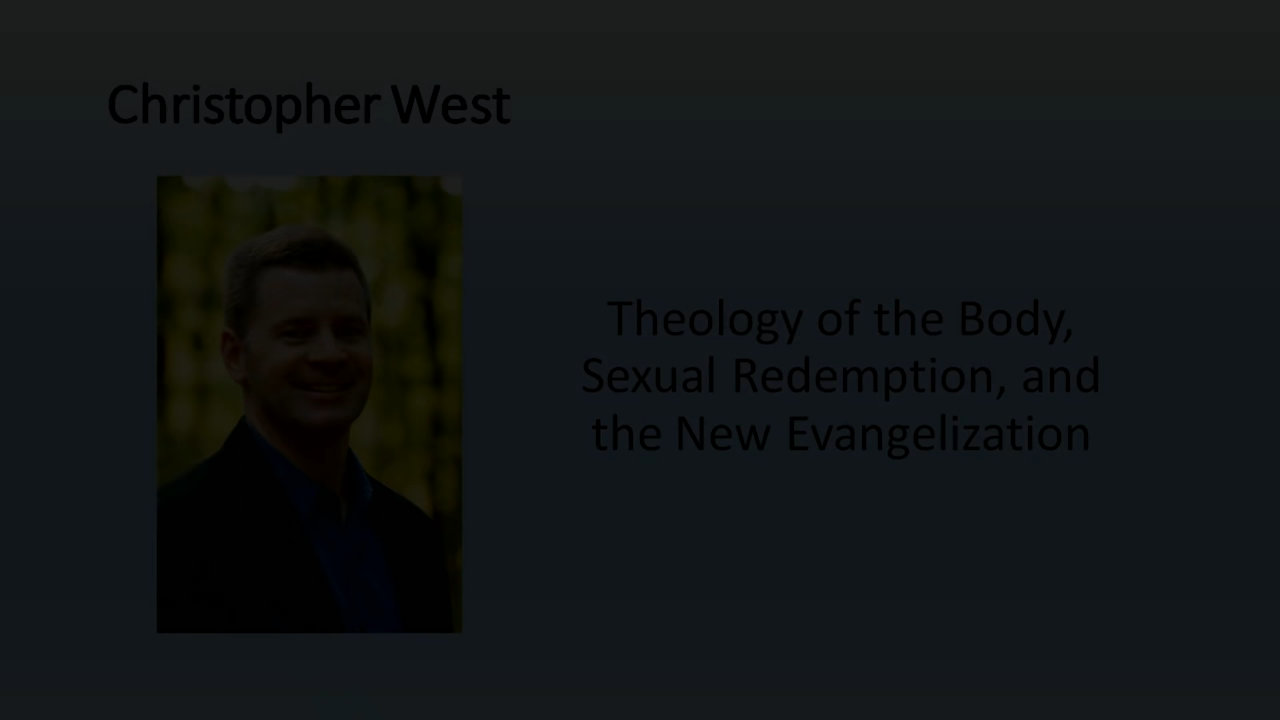 Christopher West
Theology of the Body,
Sexual Redemption, and
the New Evangelization